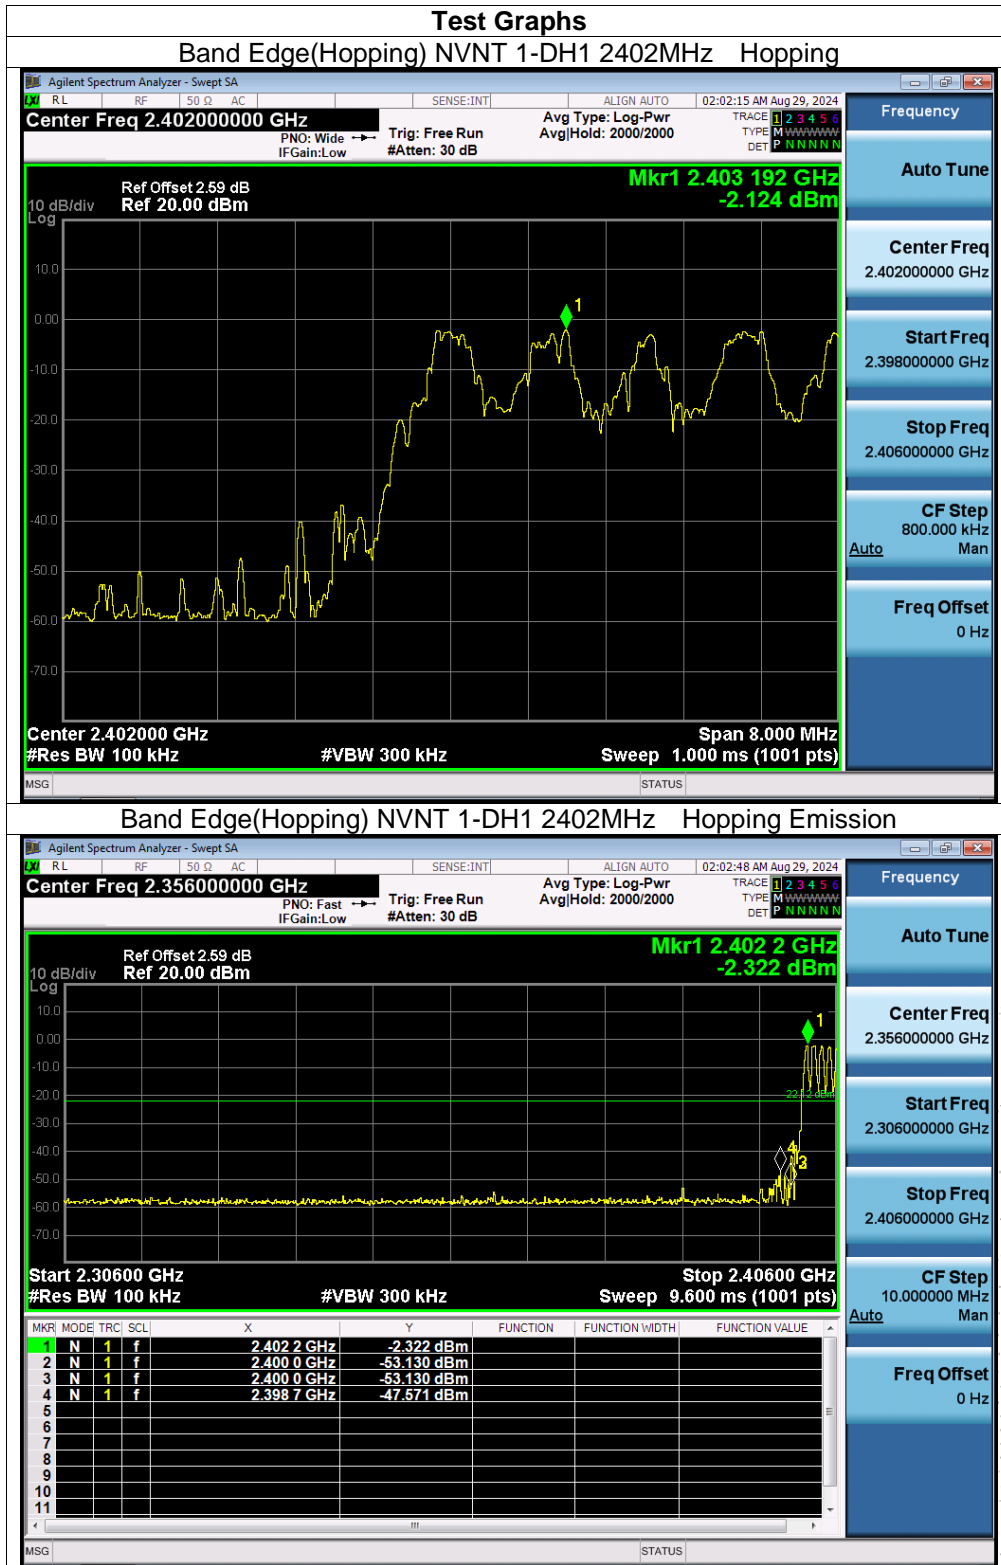 Test Graphs
Band Edge(Hopping) NVNT 1-DH1 2402MHz Hopping
Agilent Spectrum Analyzer - Swept SA
LXI RL RF 50 Ω AC SENSE:INT ALIGN AUTO 02:02:15 AM Aug 29, 2024
Center Freq 2.402000000 GHz
PNO: Wide
IFGain:Low
Trig: Free Run
#Atten: 30 dB
Avg Type: Log-Pwr
Avg|Hold: 2000/2000
TRACE 1 2 3 4 5 6
TYPE M WWWWW
DET P N N N N N
Mkr1 2.403 192 GHz
-2.124 dBm
Ref Offset 2.59 dB
10 dB/div Ref 20.00 dBm
Log
10.0
0.00
-10.0
-20.0
-30.0
-40.0
-50.0
-60.0
-70.0
1
Center 2.402000 GHz Span 8.000 MHz
#Res BW 100 kHz #VBW 300 kHz Sweep 1.000 ms (1001 pts)
MSG STATUS
Frequency
Auto Tune
Center Freq
2.402000000 GHz
Start Freq
2.398000000 GHz
Stop Freq
2.406000000 GHz
CF Step
800.000 kHz
Auto Man
Freq Offset
0 Hz
Band Edge(Hopping) NVNT 1-DH1 2402MHz Hopping Emission
Agilent Spectrum Analyzer - Swept SA
LXI RL RF 50 Ω AC SENSE:INT ALIGN AUTO 02:02:48 AM Aug 29, 2024
Center Freq 2.356000000 GHz
PNO: Fast
IFGain:Low
Trig: Free Run
#Atten: 30 dB
Avg Type: Log-Pwr
Avg|Hold: 2000/2000
TRACE 1 2 3 4 5 6
TYPE M WWWWW
DET P N N N N N
Mkr1 2.402 2 GHz
-2.322 dBm
Ref Offset 2.59 dB
10 dB/div Ref 20.00 dBm
Log
10.0
0.00
-10.0
-20.0
-30.0
-40.0
-50.0
-60.0
-70.0
1
4
3
Start 2.30600 GHz Stop 2.40600 GHz
#Res BW 100 kHz #VBW 300 kHz Sweep 9.600 ms (1001 pts)
MKR MODE TRC SCL X Y FUNCTION FUNCTION WIDTH FUNCTION VALUE
1 N 1 f 2.402 2 GHz -2.322 dBm
2 N 1 f 2.400 0 GHz -53.130 dBm
3 N 1 f 2.400 0 GHz -53.130 dBm
4 N 1 f 2.398 7 GHz -47.571 dBm
5
6
7
8
9
10
11
MSG STATUS
Frequency
Auto Tune
Center Freq
2.356000000 GHz
Start Freq
2.306000000 GHz
Stop Freq
2.406000000 GHz
CF Step
10.000000 MHz
Auto Man
Freq Offset
0 Hz